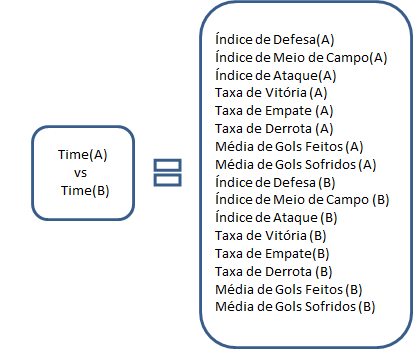 Time(A)
vs
Time(B)
Índice de Defesa(A)
Índice de Meio de Campo(A)
Índice de Ataque(A)
Taxa de Vitória (A)
Taxa de Empate (A)
Taxa de Derrota (A)
Média de Gols Feitos (A)
Média de Gols Sofridos (A)
Índice de Defesa (B)
Índice de Meio de Campo (B)
Índice de Ataque (B)
Taxa de Vitória (B)
Taxa de Empate(B)
Taxa de Derrota (B)
Média de Gols Feitos (B)
Média de Gols Sofridos (B)